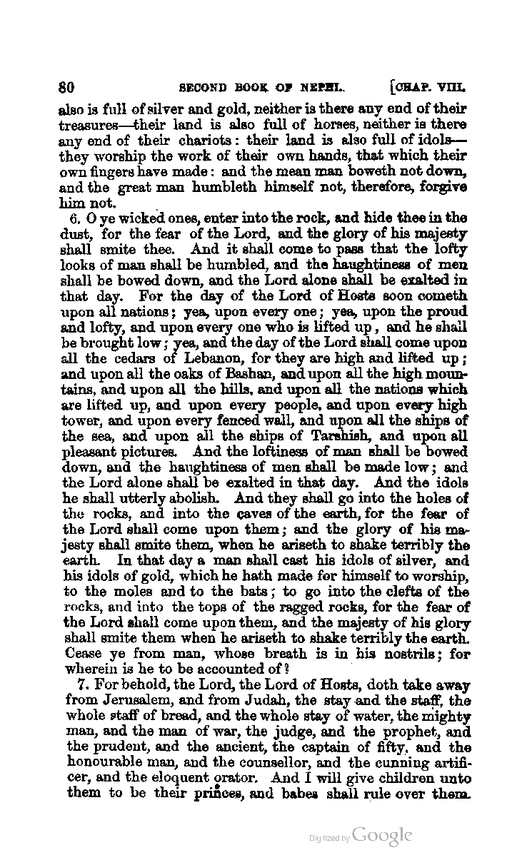 80 SECOND BOOK OF NEPHI. [CHAP. VIII.
also is full of silver and gold, neither is there any end of their
treasures—their land is also full of horses, neither is there
any end of their chariots: their land is also full of idols—
they worship the work of their own hands, that which their
own fingers have made: and the mean man boweth not down,
and the great man humbleth himself not, therefore, forgive
him not.
6. O ye wicked ones, enter into the rock, and hide thee in the
dust, for the fear of the Lord, and the glory of his majesty
shall smite thee. And it shall come to pass that the lofty
looks of man shall be humbled, and the haughtiness of men
shall be bowed down, and the Lord alone shall be exalted in
that day. For the day of the Lord of Hosts soon cometh
upon all nations; yea, upon every one; yea, upon the proud
and lofty, and upon every one who is lifted up, and he shall
be brought low; yea, and the day of the Lord shall come upon
all the cedars of Lebanon, for they are high and lifted up;
and upon all the oaks of Bashan, and upon all the high moun-
tains, and upon all the hills, and upon all the nations which
are lifted up, and upon every people, and upon every high
tower, and upon every fenced wall, and upon all the ships of
the sea, and upon all the ships of Tarshish, and upon all
pleasant pictures. And the loftiness of man shall be bowed
down, and the haughtiness of men shall be made low; and
the Lord alone shall be exalted in that day. And the idols
he shall utterly abolish. And they shall go into the holes of
the rocks, and into the caves of the earth, for the fear of
the Lord shall come upon them; and the glory of his ma-
jesty shall smite them, when he ariseth to shake terribly the
earth. In that day a man shall cast his idols of silver, and
his idols of gold, which he hath made for himself to worship,
to the moles and to the bats; to go into the clefts of the
rocks, and into the tops of the ragged rocks, for the fear of
the Lord shall come upon them, and the majesty of his glory
shall smite them when he ariseth to shake terribly the earth.
Cease ye from man, whose breath is in his nostrils; for
wherein is he to be accounted of?
7. For behold, the Lord, the Lord of Hosts, doth take away
from Jerusalem, and from Judah, the stay and the staff, the
whole staff of bread, and the whole stay of water, the mighty
man, and the man of war, the judge, and the prophet, and
the prudent, and the ancient, the captain of fifty, and the
honourable man, and the counsellor, and the cunning artifi-
cer, and the eloquent orator. And I will give children unto
them to be their princes, and babes shall rule over them.
Digitized by Google